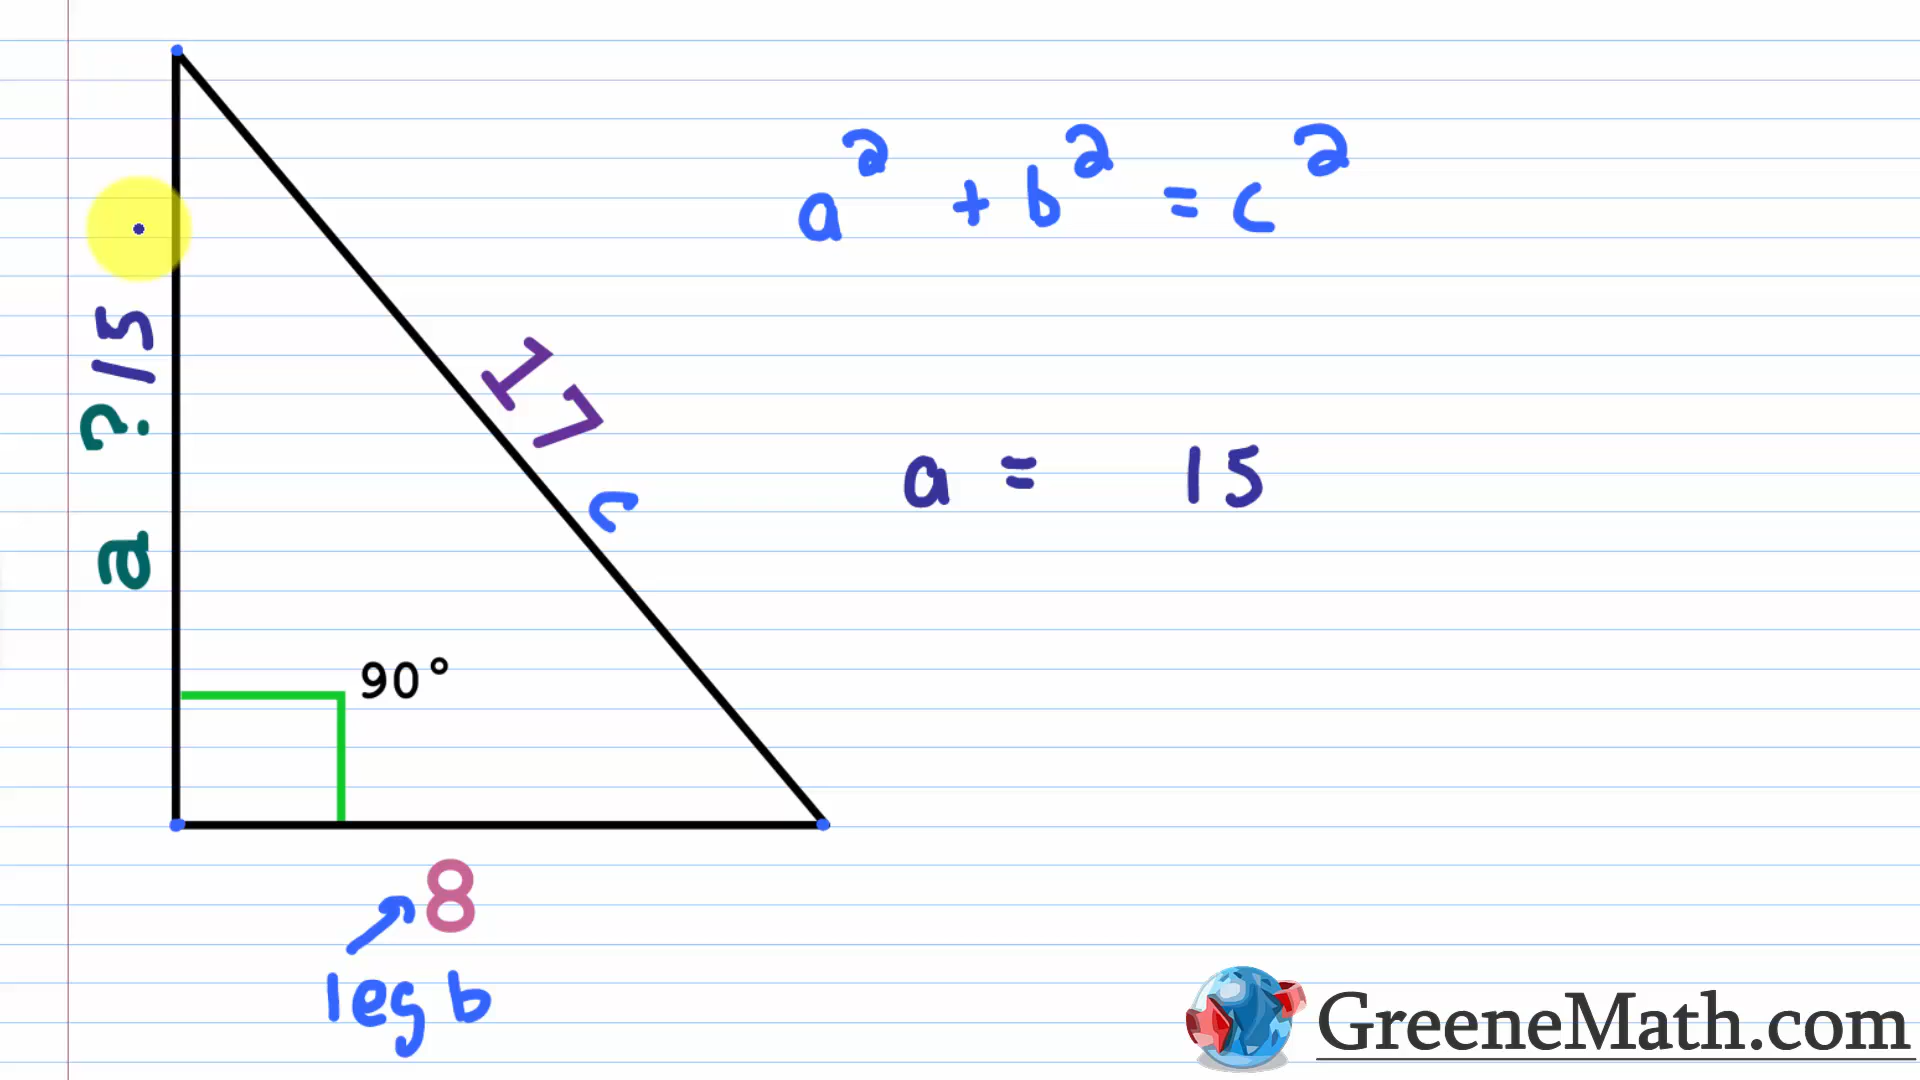 a² + b² = c²
15
17
?
c
a = 15
a
90°
8
leg b
GreeneMath.com